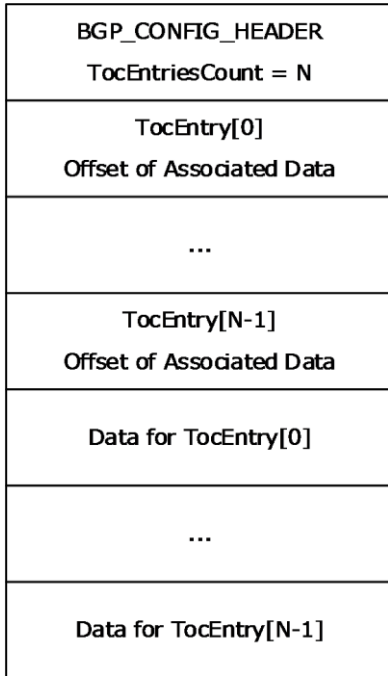 BGP_CONFIG_HEADER
TocEntriesCount = N
TocEntry[0]
Offset of Associated Data
...
TocEntry[N-1]
Offset of Associated Data
Data for TocEntry[0]
...
Data for TocEntry[N-1]